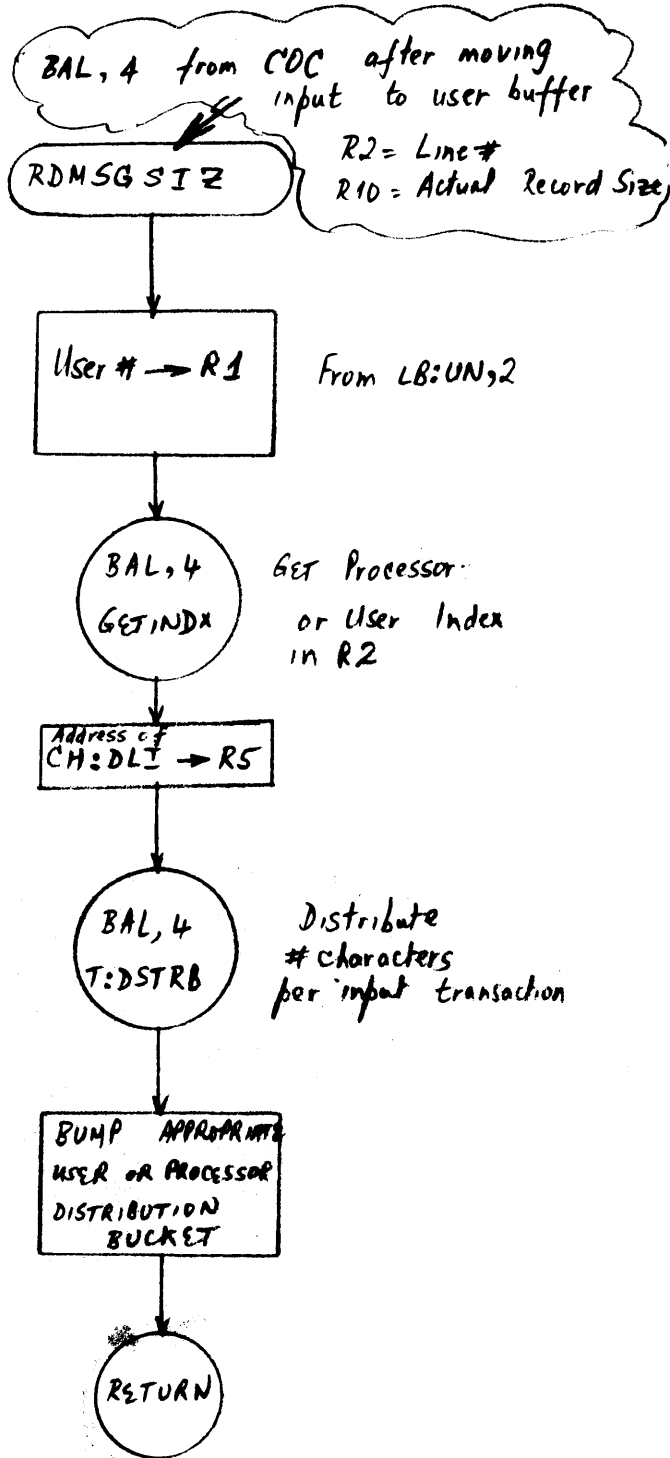 BAL, 4 from COC after moving
input to user buffer
R2 = Line #
R10 = Actual Record Size
RDMSGSIZ
User # → R1
From LB:UN,2
BAL, 4
GETINDX
GET Processor
or User Index
in R2
Address of
CH:DLI → R5
BAL, 4
T:DSTRB
Distribute
# characters
per input transaction
BUMP APPROPRIATE
USER OR PROCESSOR
DISTRIBUTION
BUCKET
RETURN